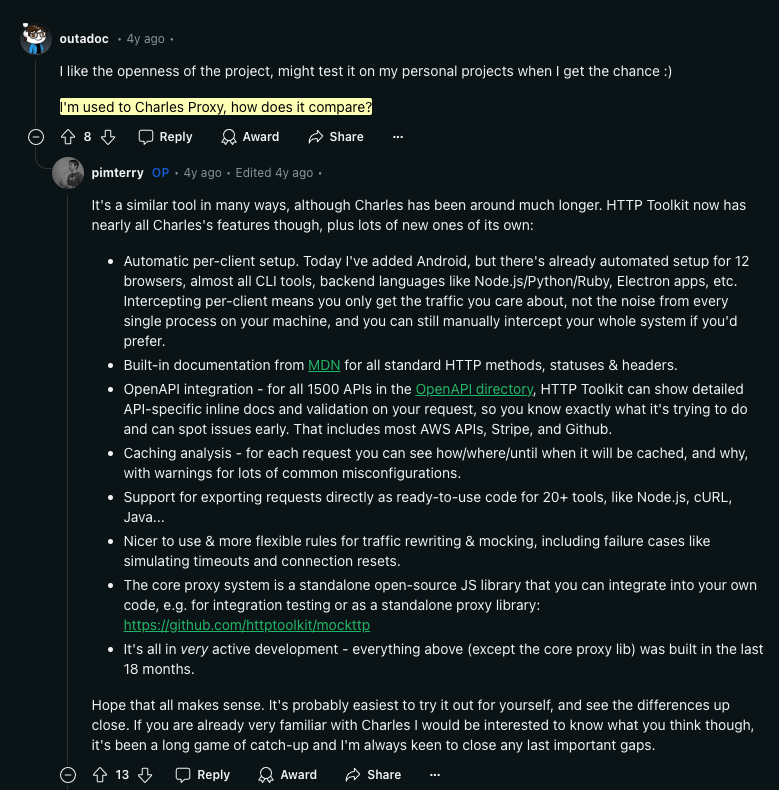 outadoc • 4y ago •
I like the openness of the project, might test it on my personal projects when I get the chance :)
I'm used to Charles Proxy, how does it compare?
8 Reply Award Share ...
pimterry OP • 4y ago • Edited 4y ago •
It's a similar tool in many ways, although Charles has been around much longer. HTTP Toolkit now has
nearly all Charles's features though, plus lots of new ones of its own:
• Automatic per-client setup. Today I've added Android, but there's already automated setup for 12
browsers, almost all CLI tools, backend languages like Node.js/Python/Ruby, Electron apps, etc.
Intercepting per-client means you only get the traffic you care about, not the noise from every
single process on your machine, and you can still manually intercept your whole system if you'd
prefer.
• Built-in documentation from MDN for all standard HTTP methods, statuses & headers.
• OpenAPI integration - for all 1500 APIs in the OpenAPI directory, HTTP Toolkit can show detailed
API-specific inline docs and validation on your request, so you know exactly what it's trying to do
and can spot issues early. That includes most AWS APIs, Stripe, and Github.
• Caching analysis - for each request you can see how/where/until when it will be cached, and why,
with warnings for lots of common misconfigurations.
• Support for exporting requests directly as ready-to-use code for 20+ tools, like Node.js, cURL,
Java...
• Nicer to use & more flexible rules for traffic rewriting & mocking, including failure cases like
simulating timeouts and connection resets.
• The core proxy system is a standalone open-source JS library that you can integrate into your own
code, e.g. for integration testing or as a standalone proxy library:
https://github.com/httptoolkit/mockttp
• It's all in very active development - everything above (except the core proxy lib) was built in the last
18 months.
Hope that all makes sense. It's probably easiest to try it out for yourself, and see the differences up
close. If you are already very familiar with Charles I would be interested to know what you think though,
it's been a long game of catch-up and I'm always keen to close any last important gaps.
13 Reply Award Share ...